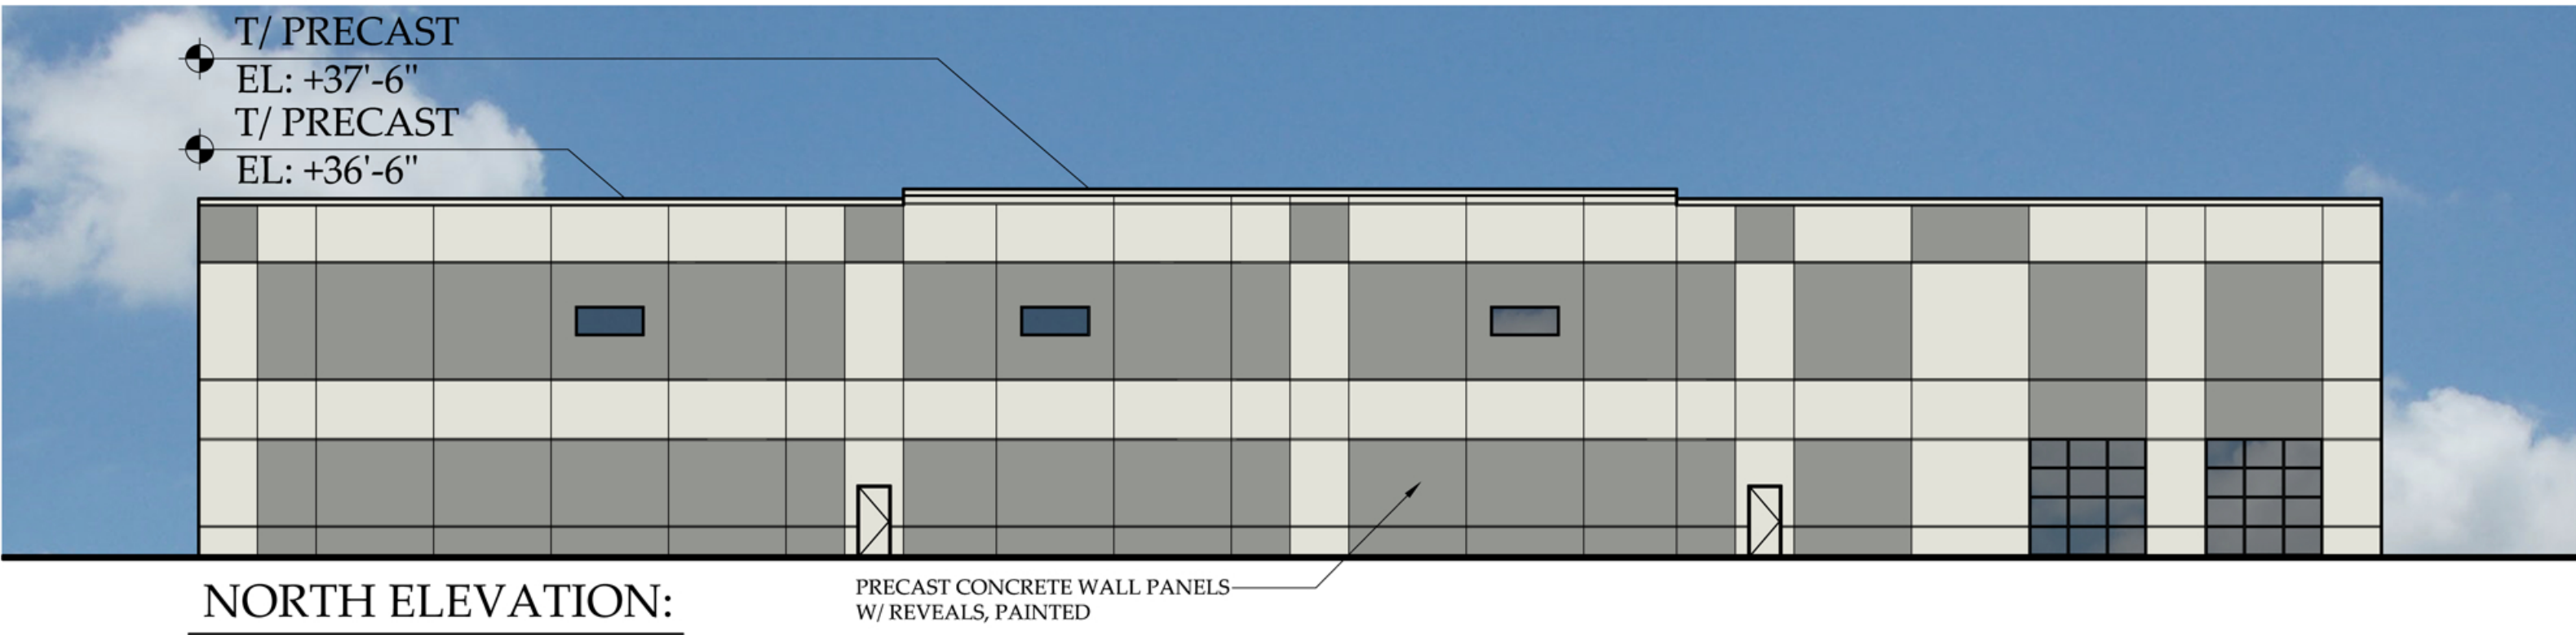 T/ PRECAST
EL: +37'-6"
T/ PRECAST
EL: +36'-6"
PRECAST CONCRETE WALL PANELS
W/ REVEALS, PAINTED
NORTH ELEVATION: